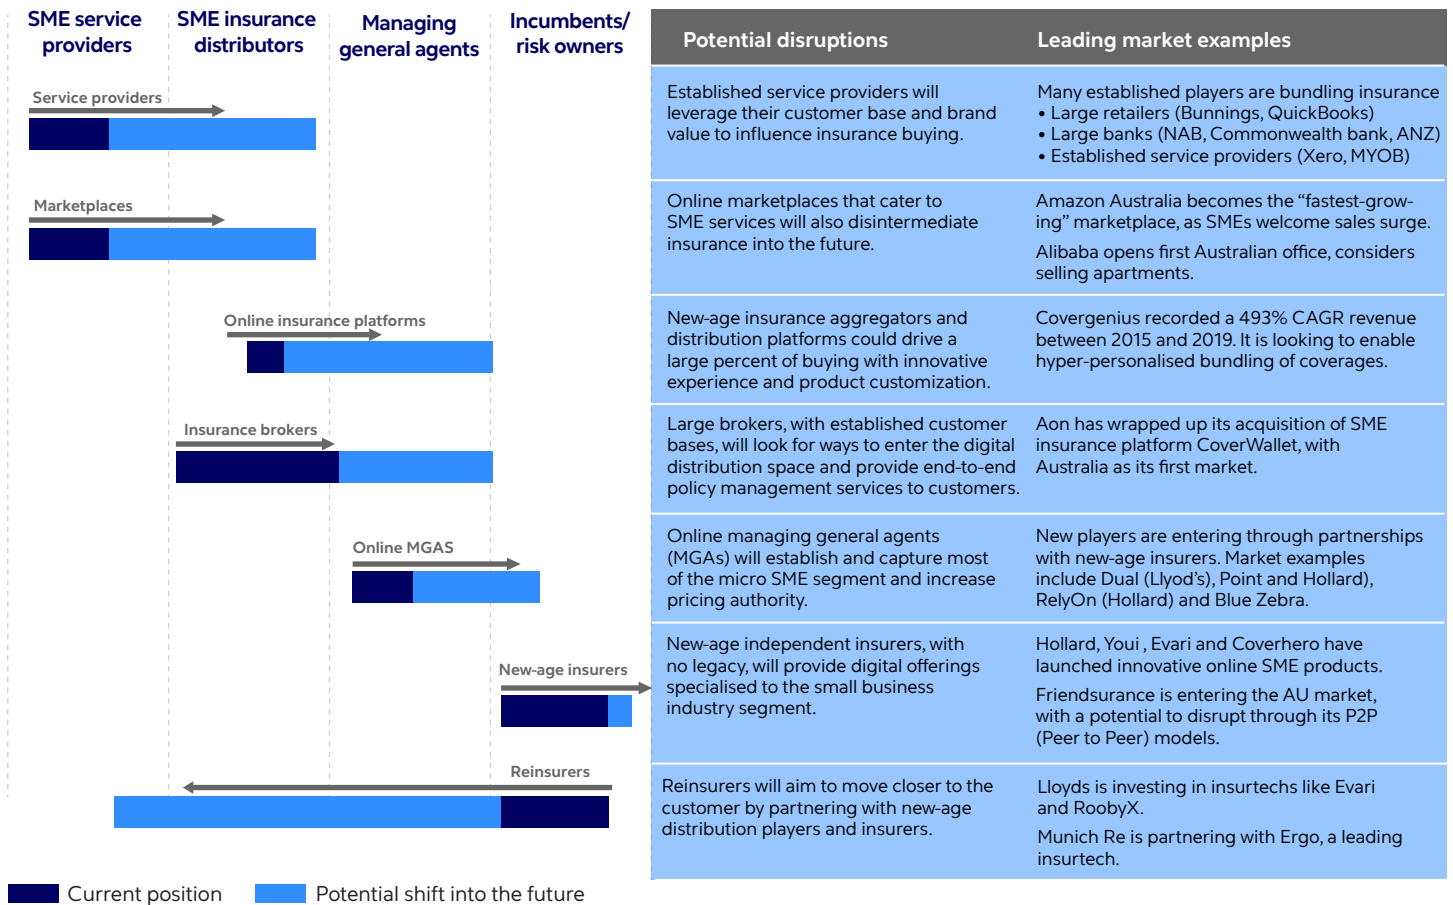 SME service
providers
SME insurance
distributors
Managing
general agents
Incumbents/
risk owners
Potential disruptions
Leading market examples
Service providers
Established service providers will
leverage their customer base and brand
value to influence insurance buying.
Many established players are bundling insurance
• Large retailers (Bunnings, QuickBooks)
• Large banks (NAB, Commonwealth bank, ANZ)
• Established service providers (Xero, MYOB)
Marketplaces
Online marketplaces that cater to
SME services will also disintermediate
insurance into the future.
Amazon Australia becomes the “fastest-grow-
ing” marketplace, as SMEs welcome sales surge.
Alibaba opens first Australian office, considers
selling apartments.
Online insurance platforms
New-age insurance aggregators and
distribution platforms could drive a
large percent of buying with innovative
experience and product customization.
Covergenius recorded a 493% CAGR revenue
between 2015 and 2019. It is looking to enable
hyper-personalised bundling of coverages.
Insurance brokers
Large brokers, with established customer
bases, will look for ways to enter the digital
distribution space and provide end-to-end
policy management services to customers.
Aon has wrapped up its acquisition of SME
insurance platform CoverWallet, with
Australia as its first market.
Online MGAS
Online managing general agents
(MGAs) will establish and capture most
of the micro SME segment and increase
pricing authority.
New players are entering through partnerships
with new-age insurers. Market examples
include Dual (Llyod’s), Point and Hollard),
RelyOn (Hollard) and Blue Zebra.
New-age insurers
New-age independent insurers, with
no legacy, will provide digital offerings
specialised to the small business
industry segment.
Hollard, Youi , Evari and Coverhero have
launched innovative online SME products.
Friendsurance is entering the AU market,
with a potential to disrupt through its P2P
(Peer to Peer) models.
Reinsurers
Reinsurers will aim to move closer to the
customer by partnering with new-age
distribution players and insurers.
Lloyds is investing in insurtechs like Evari
and RoobyX.
Munich Re is partnering with Ergo, a leading
insurtech.
Current position
Potential shift into the future